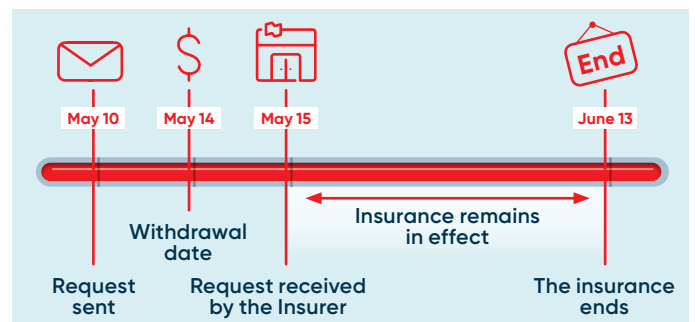 $
End
May 10
May 14
May 15
June 13
Withdrawal
date
Insurance remains
in effect
Request
sent
Request received
by the Insurer
The insurance
ends